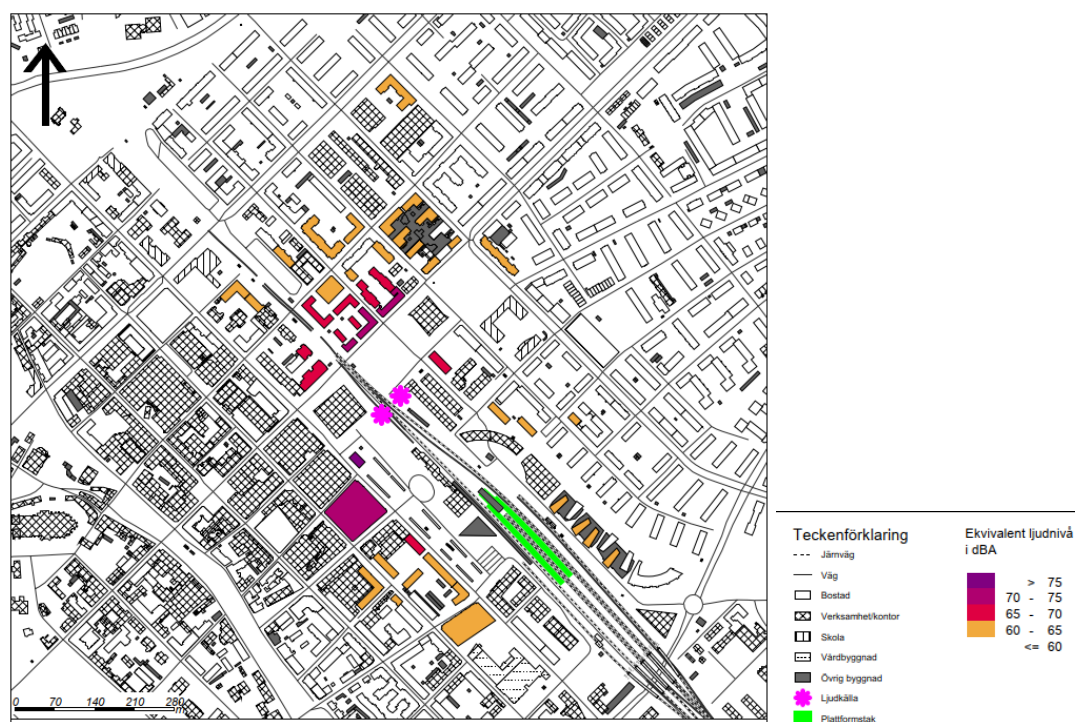 0 70 140 210 280
m
Teckenförklaring
Järnväg
Väg
Bostad
Verksamhet/kontor
Skola
Vårdbyggnad
Övrig byggnad
Ljudkälla
Plattformstak
Ekvivalent ljudnivå
i dBA
> 75
70 - 75
65 - 70
60 - 65
<= 60